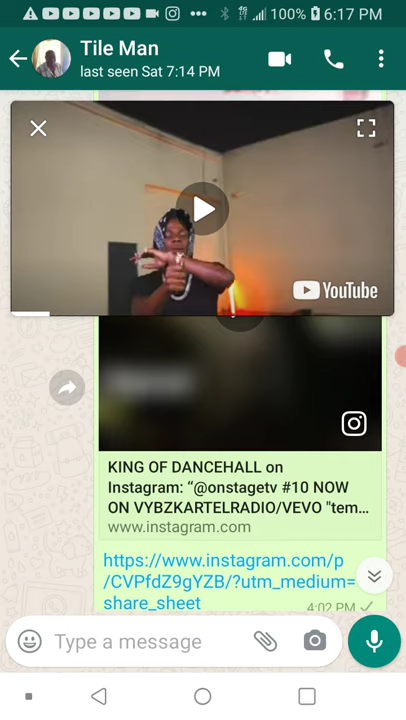 100% 6:17 PM
Tile Man
last seen Sat 7:14 PM
YouTube
KING OF DANCEHALL on
Instagram: “@onstagetv #10 NOW
ON VYBZKARTELRADIO/VEVO "tem...
www.instagram.com
https://www.instagram.com/p
/CVPfdZ9gYZB/?utm_medium=
share_sheet
4:02 PM
Type a message